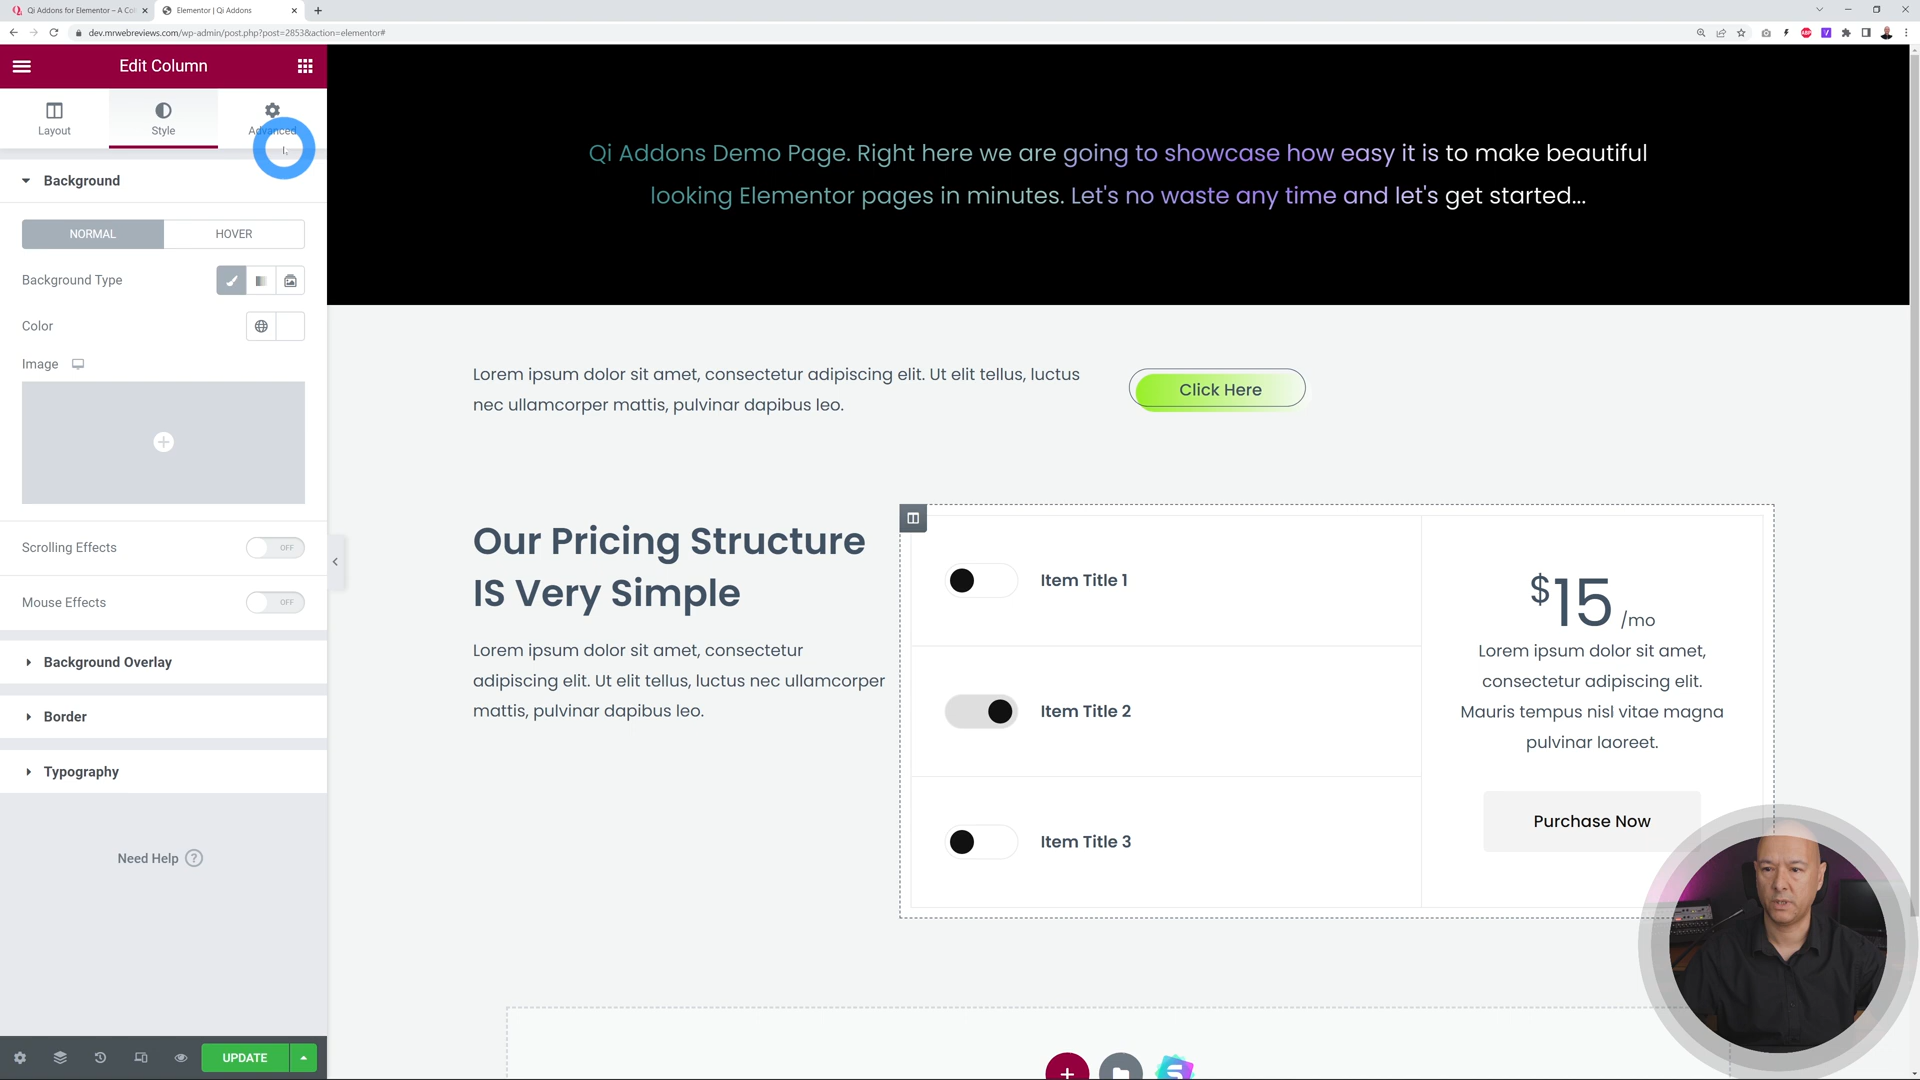 Qi Addons for Elementor – A Col
Elementor | Qi Addons
dev.mrwebreviews.com/wp-admin/post.php?post=2853&action=elementor#
Edit Column
Layout
Style
Advanced
Background
NORMAL
HOVER
Background Type
Color
Image
Scrolling Effects
OFF
Mouse Effects
OFF
Background Overlay
Border
Typography
Need Help ?
UPDATE
Qi Addons Demo Page. Right here we are going to showcase how easy it is to make beautiful
looking Elementor pages in minutes. Let's no waste any time and let's get started...
Lorem ipsum dolor sit amet, consectetur adipiscing elit. Ut elit tellus, luctus
nec ullamcorper mattis, pulvinar dapibus leo.
Click Here
Our Pricing Structure
IS Very Simple
Lorem ipsum dolor sit amet, consectetur
adipiscing elit. Ut elit tellus, luctus nec ullamcorper
mattis, pulvinar dapibus leo.
Item Title 1
Item Title 2
Item Title 3
$15 /mo
Lorem ipsum dolor sit amet,
consectetur adipiscing elit.
Mauris tempus nisl vitae magna
pulvinar laoreet.
Purchase Now